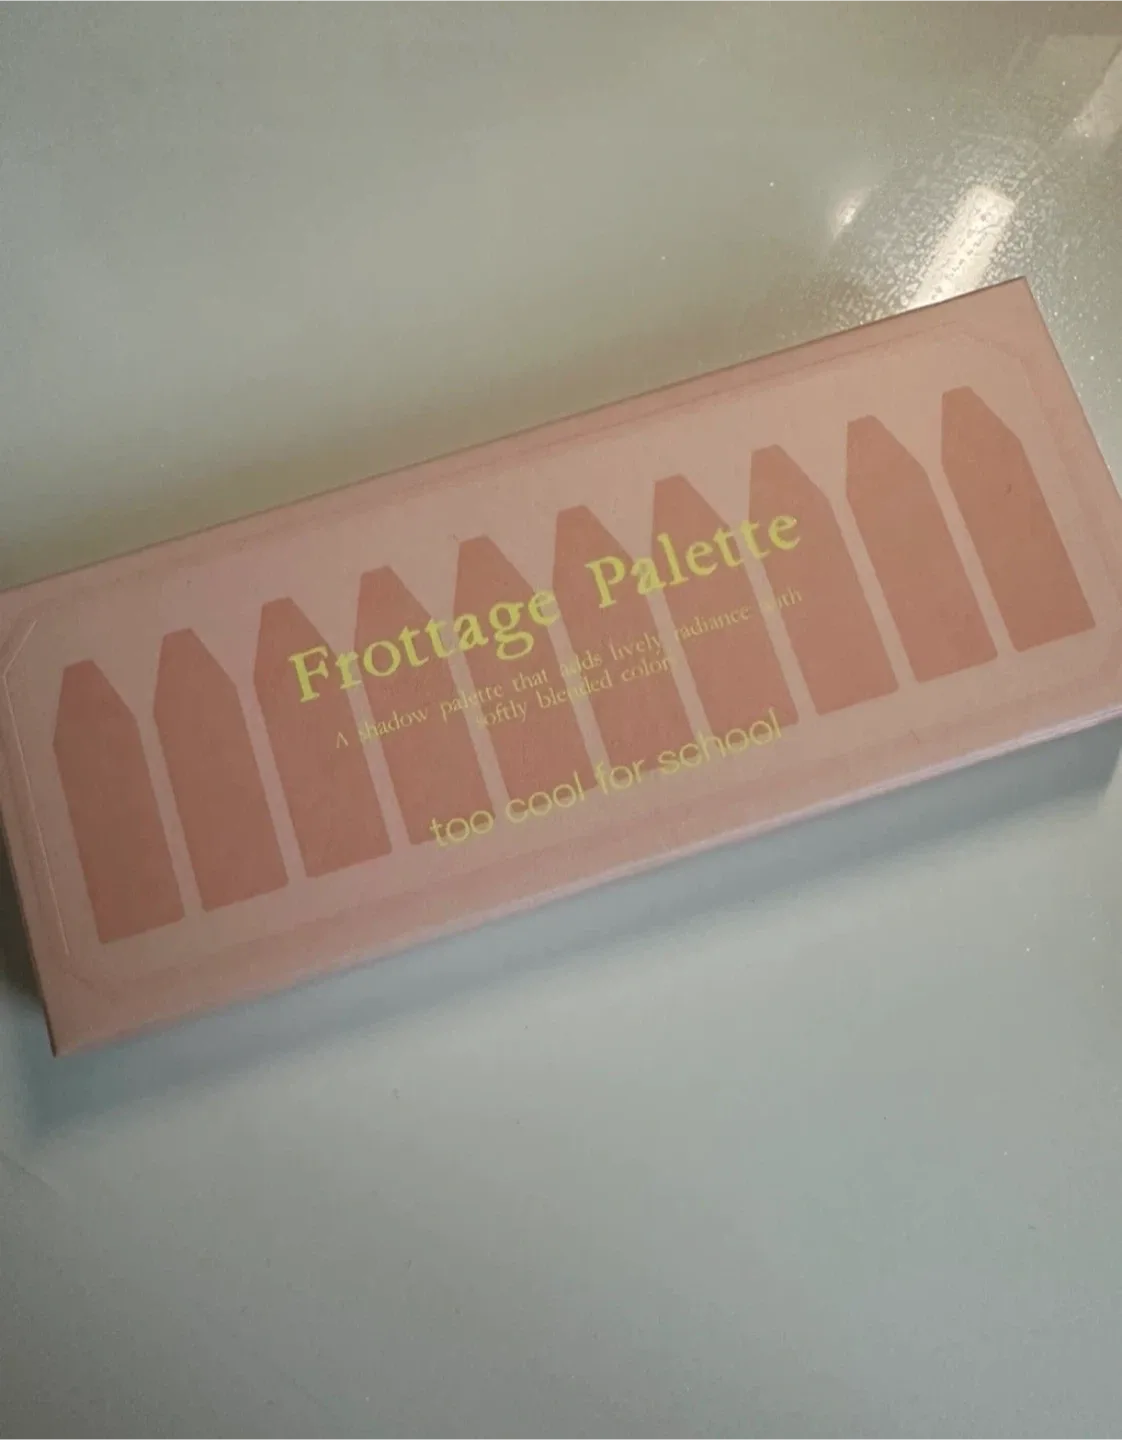 Frottage Palette
A shadow palette that adds lively radiance with
softly blended color
too cool for school